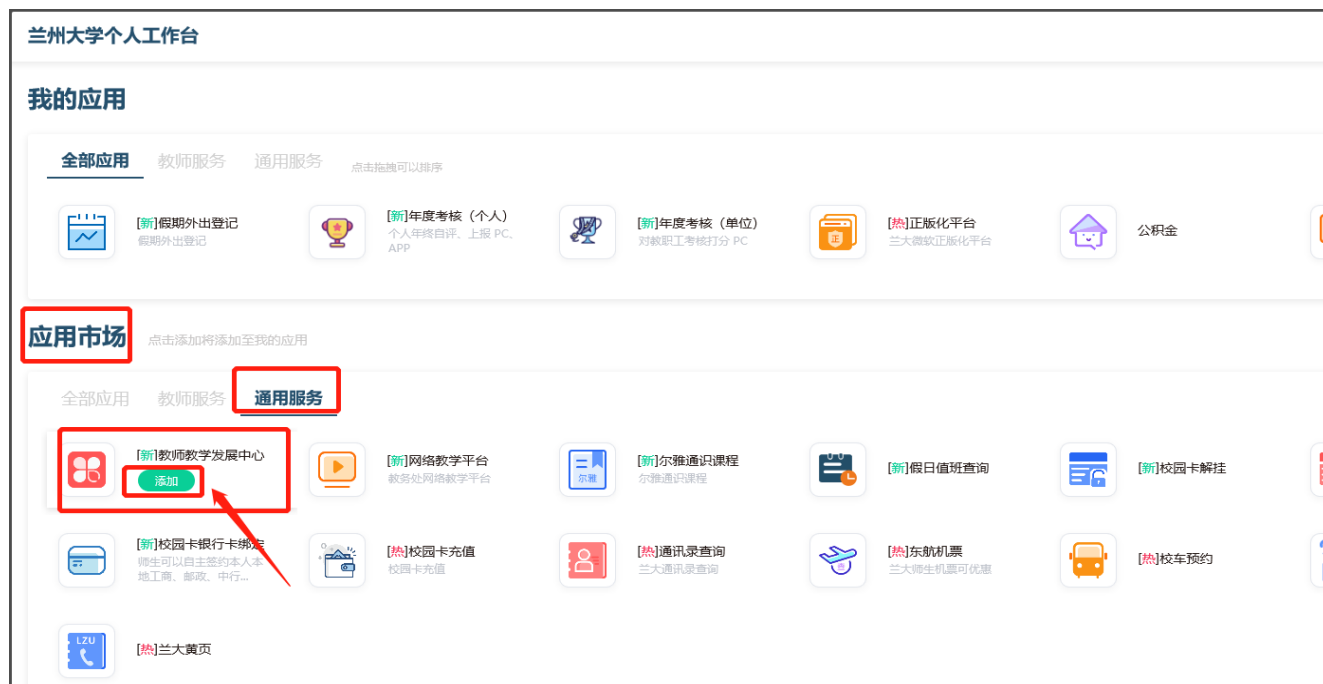 兰州大学个人工作台
我的应用
全部应用 教师服务 通用服务 点击拖拽可以排序
[新]假期外出登记
假期外出登记
[新]年度考核（个人）
个人年终自评、上报 PC、
APP
[新]年度考核（单位）
对教职工考核打分 PC
正
[热]正版化平台
兰大微软正版化平台
公积金
应用市场 点击添加将添加至我的应用
全部应用 教师服务 通用服务
[新]教师教学发展中心
添加
[新]网络教学平台
教务处网络教学平台
尔雅
[新]尔雅通识课程
尔雅通识课程
[新]假日值班查询
[新]校园卡解挂
[新]校园卡银行卡绑定
师生可以自主签约本人本
地工商、邮政、中行...
[热]校园卡充值
校园卡充值
[热]通讯录查询
兰大通讯录查询
[热]东航机票
兰大师生机票可优惠
[热]校车预约
LZU
[热]兰大黄页